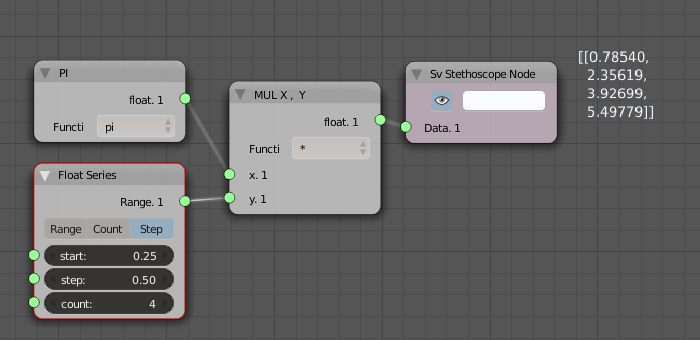 PI
float. 1
Functi pi
Float Series
Range. 1
Range Count Step
start: 0.25
step: 0.50
count: 4
MUL X , Y
float. 1
Functi *
x. 1
y. 1
Sv Stethoscope Node
Data. 1
[[0.78540,
2.35619,
3.92699,
5.49779]]